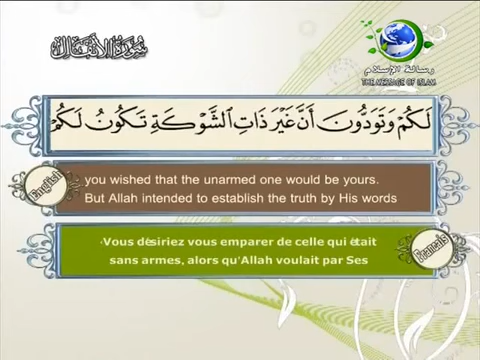 سورة الأنفال
رسالة الإسلام
THE MESSAGE OF ISLAM
لَكُمْ وَتَوَدُّونَ أَنَّ غَيْرَ ذَاتِ الشَّوْكَةِ تَكُونُ لَكُمْ
English
you wished that the unarmed one would be yours.
But Allah intended to establish the truth by His words
Francais
·Vous désiriez vous emparer de celle qui était
sans armes, alors qu'Allah voulait par Ses